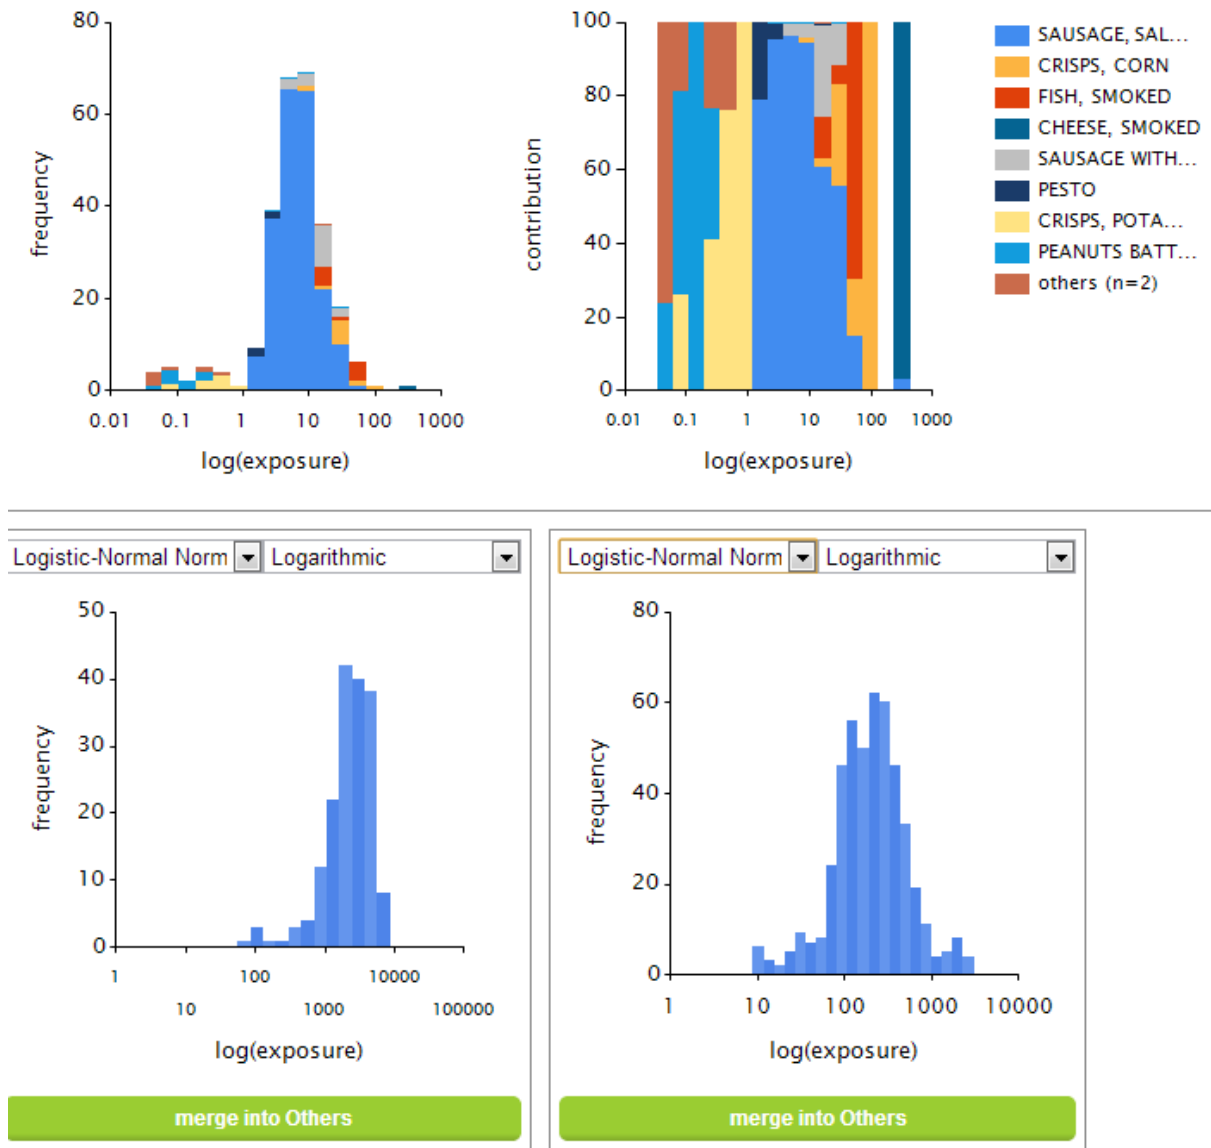 80
60
40
20
0
frequency
0.01 0.1 1 10 100 1000
log(exposure)
100
80
60
40
20
0
contribution
0.01 0.1 1 10 100 1000
log(exposure)
SAUSAGE, SAL...
CRISPS, CORN
FISH, SMOKED
CHEESE, SMOKED
SAUSAGE WITH...
PESTO
CRISPS, POTA...
PEANUTS BATT...
others (n=2)
Logistic-Normal Norm
Logarithmic
50
40
30
20
10
0
frequency
1 100 10000
10 1000 100000
log(exposure)
merge into Others
Logistic-Normal Norm
Logarithmic
80
60
40
20
0
frequency
1 10 100 1000 10000
log(exposure)
merge into Others